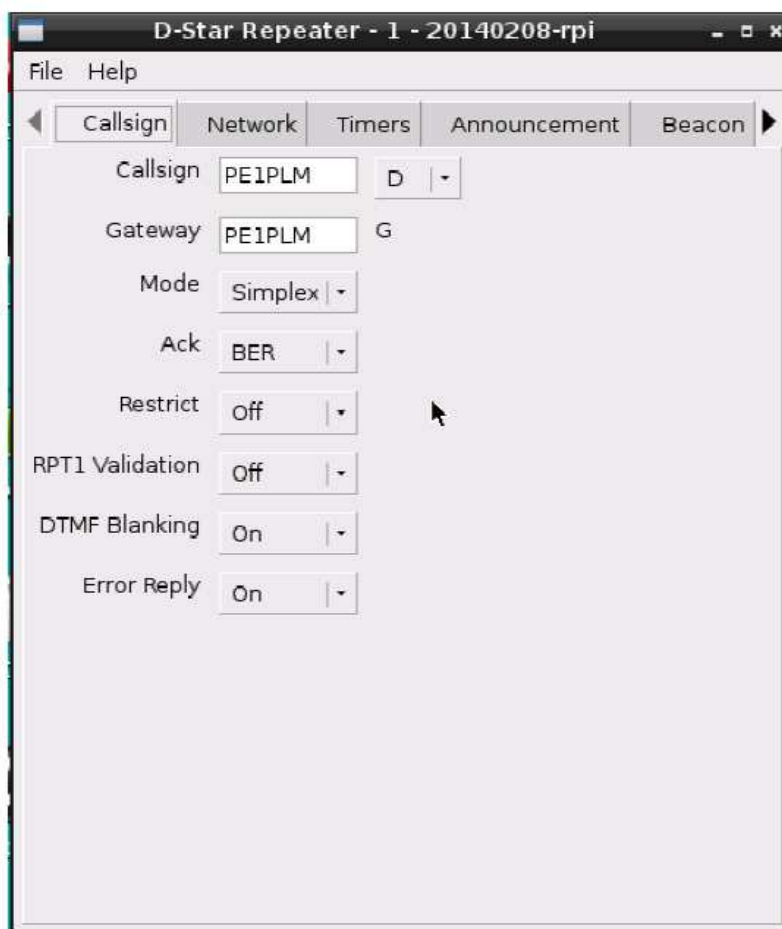 D-Star Repeater - 1 - 20140208-rpi
File Help
Callsign Network Timers Announcement Beacon
Callsign PE1PLM D
Gateway PE1PLM G
Mode Simplex
Ack BER
Restrict Off
RPT1 Validation Off
DTMF Blanking On
Error Reply On